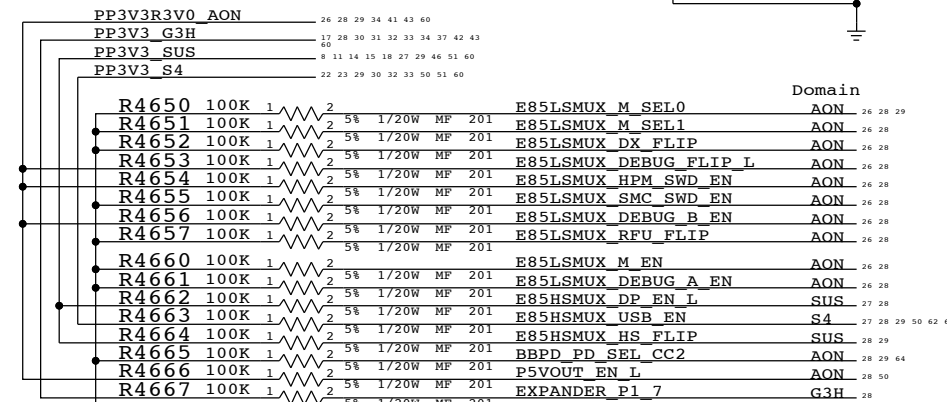 PP3V3R3V0_AON 26 28 29 34 41 43 60
PP3V3_G3H 17 28 30 31 32 33 34 37 42 43
60
PP3V3_SUS 8 11 14 15 18 27 29 46 51 60
PP3V3_S4 22 23 29 30 32 33 50 51 60
Domain
R4650 100K 1 2 E85LSMUX_M_SEL0 AON 26 28 29
5% 1/20W MF 201
R4651 100K 1 2 E85LSMUX_M_SEL1 AON 26 28
5% 1/20W MF 201
R4652 100K 1 2 E85LSMUX_DX_FLIP AON 26 28
5% 1/20W MF 201
R4653 100K 1 2 E85LSMUX_DEBUG_FLIP_L AON 26 28
5% 1/20W MF 201
R4654 100K 1 2 E85LSMUX_HPM_SWD_EN AON 26 28
5% 1/20W MF 201
R4655 100K 1 2 E85LSMUX_SMC_SWD_EN AON 26 28
5% 1/20W MF 201
R4656 100K 1 2 E85LSMUX_DEBUG_B_EN AON 26 28
5% 1/20W MF 201
R4657 100K 1 2 E85LSMUX_RFU_FLIP AON 26 28
5% 1/20W MF 201
R4660 100K 1 2 E85LSMUX_M_EN AON 26 28
5% 1/20W MF 201
R4661 100K 1 2 E85LSMUX_DEBUG_A_EN AON 26 28
5% 1/20W MF 201
R4662 100K 1 2 E85HSMUX_DP_EN_L SUS 27 28
5% 1/20W MF 201
R4663 100K 1 2 E85HSMUX_USB_EN S4 27 28 29 50 62
5% 1/20W MF 201
R4664 100K 1 2 E85HSMUX_HS_FLIP SUS 28 29
5% 1/20W MF 201
R4665 100K 1 2 BBPD_PD_SEL_CC2 AON 28 29 64
5% 1/20W MF 201
R4666 100K 1 2 P5VOUT_EN_L AON 28 50
5% 1/20W MF 201
R4667 100K 1 2 EXPANDER_P1_7 G3H 28
5% 1/20W MF 201